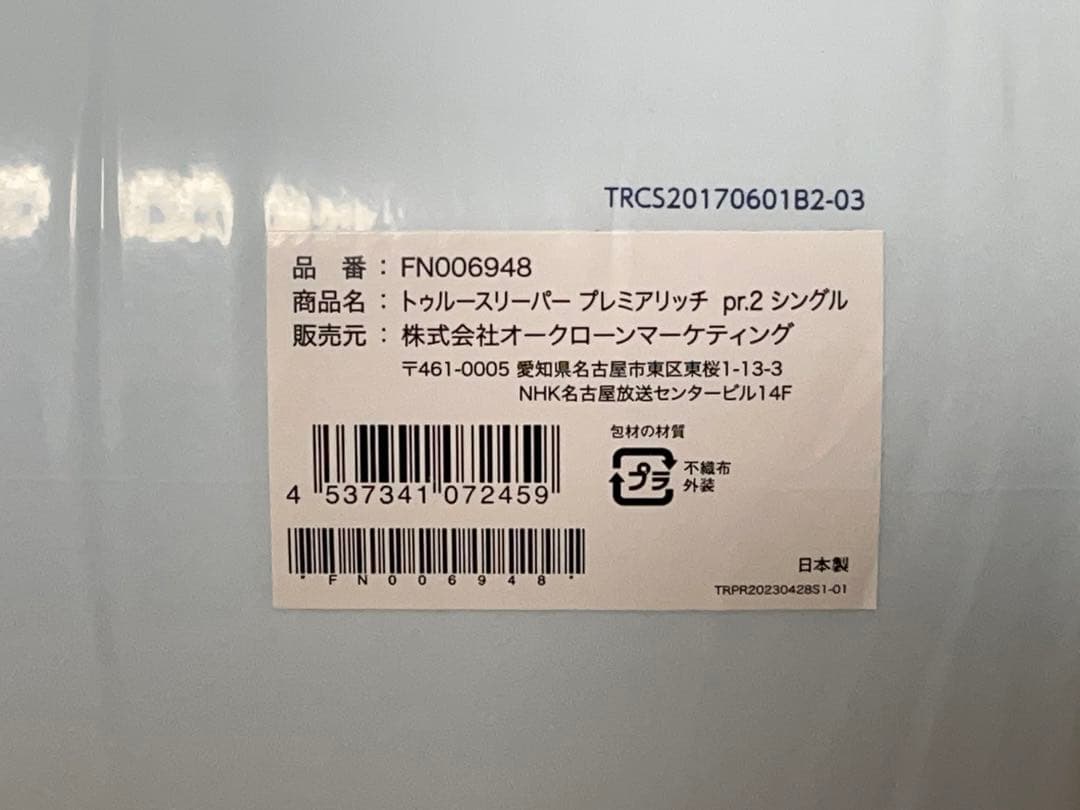 TRCS20170601B2-03
品 番 : FN006948
商品名 : トゥルースリーパー プレミアリッチ pr.2 シングル
販売元 : 株式会社オークローンマーケティング
〒461-0005 愛知県名古屋市東区東桜1-13-3
NHK名古屋放送センタービル14F
包材の材質
プラ
不織布
外装
4 537341 072459
*FN006948*
日本製
TRPR20230428S1-01